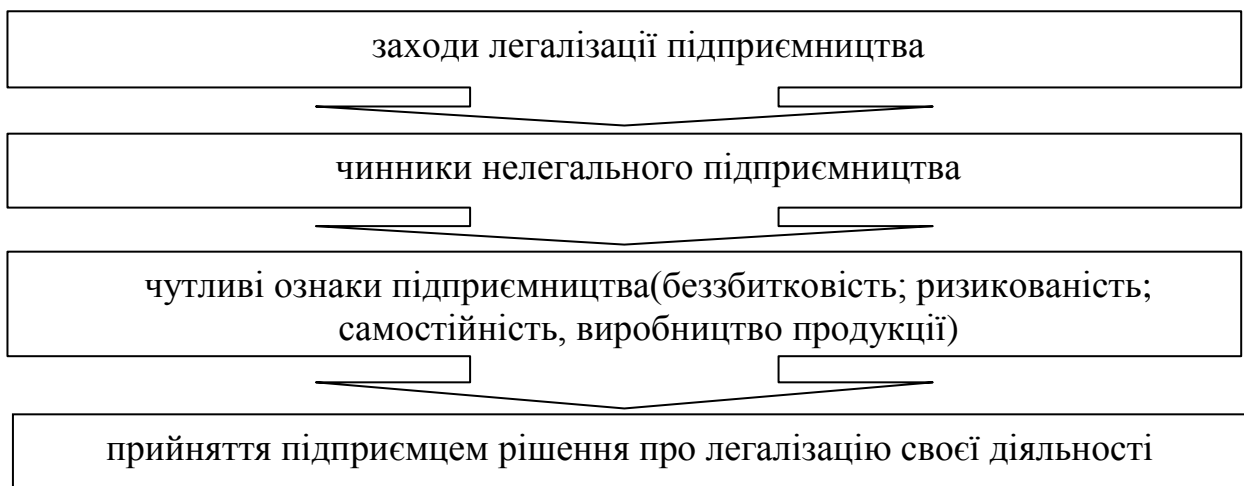 заходи легалізації підприємництва
чинники нелегального підприємництва
чутливі ознаки підприємництва(беззбитковість; ризикованість;
самостійність, виробництво продукції)
прийняття підприємцем рішення про легалізацію своєї діяльності